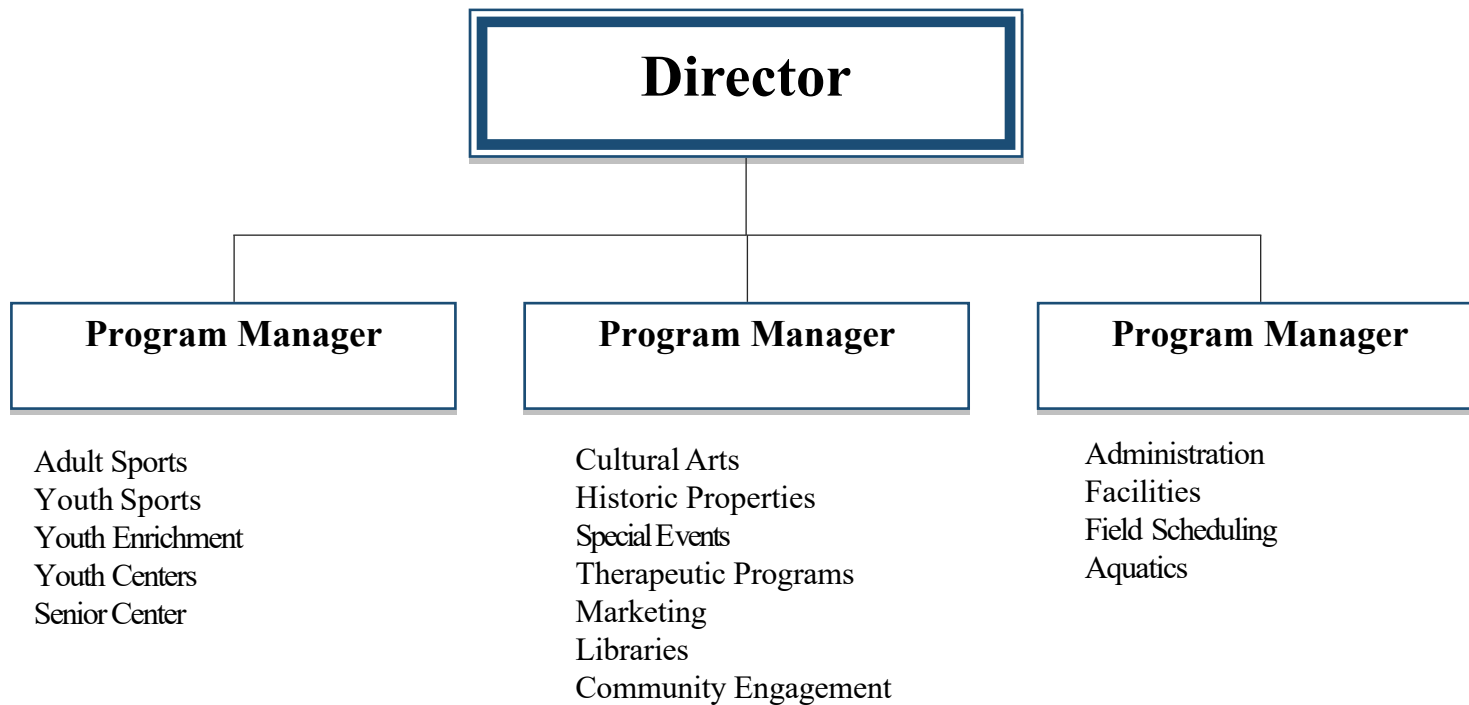 Director
Program Manager
Adult Sports
Youth Sports
Youth Enrichment
Youth Centers
Senior Center
Program Manager
Cultural Arts
Historic Properties
Special Events
Therapeutic Programs
Marketing
Libraries
Community Engagement
Program Manager
Administration
Facilities
Field Scheduling
Aquatics